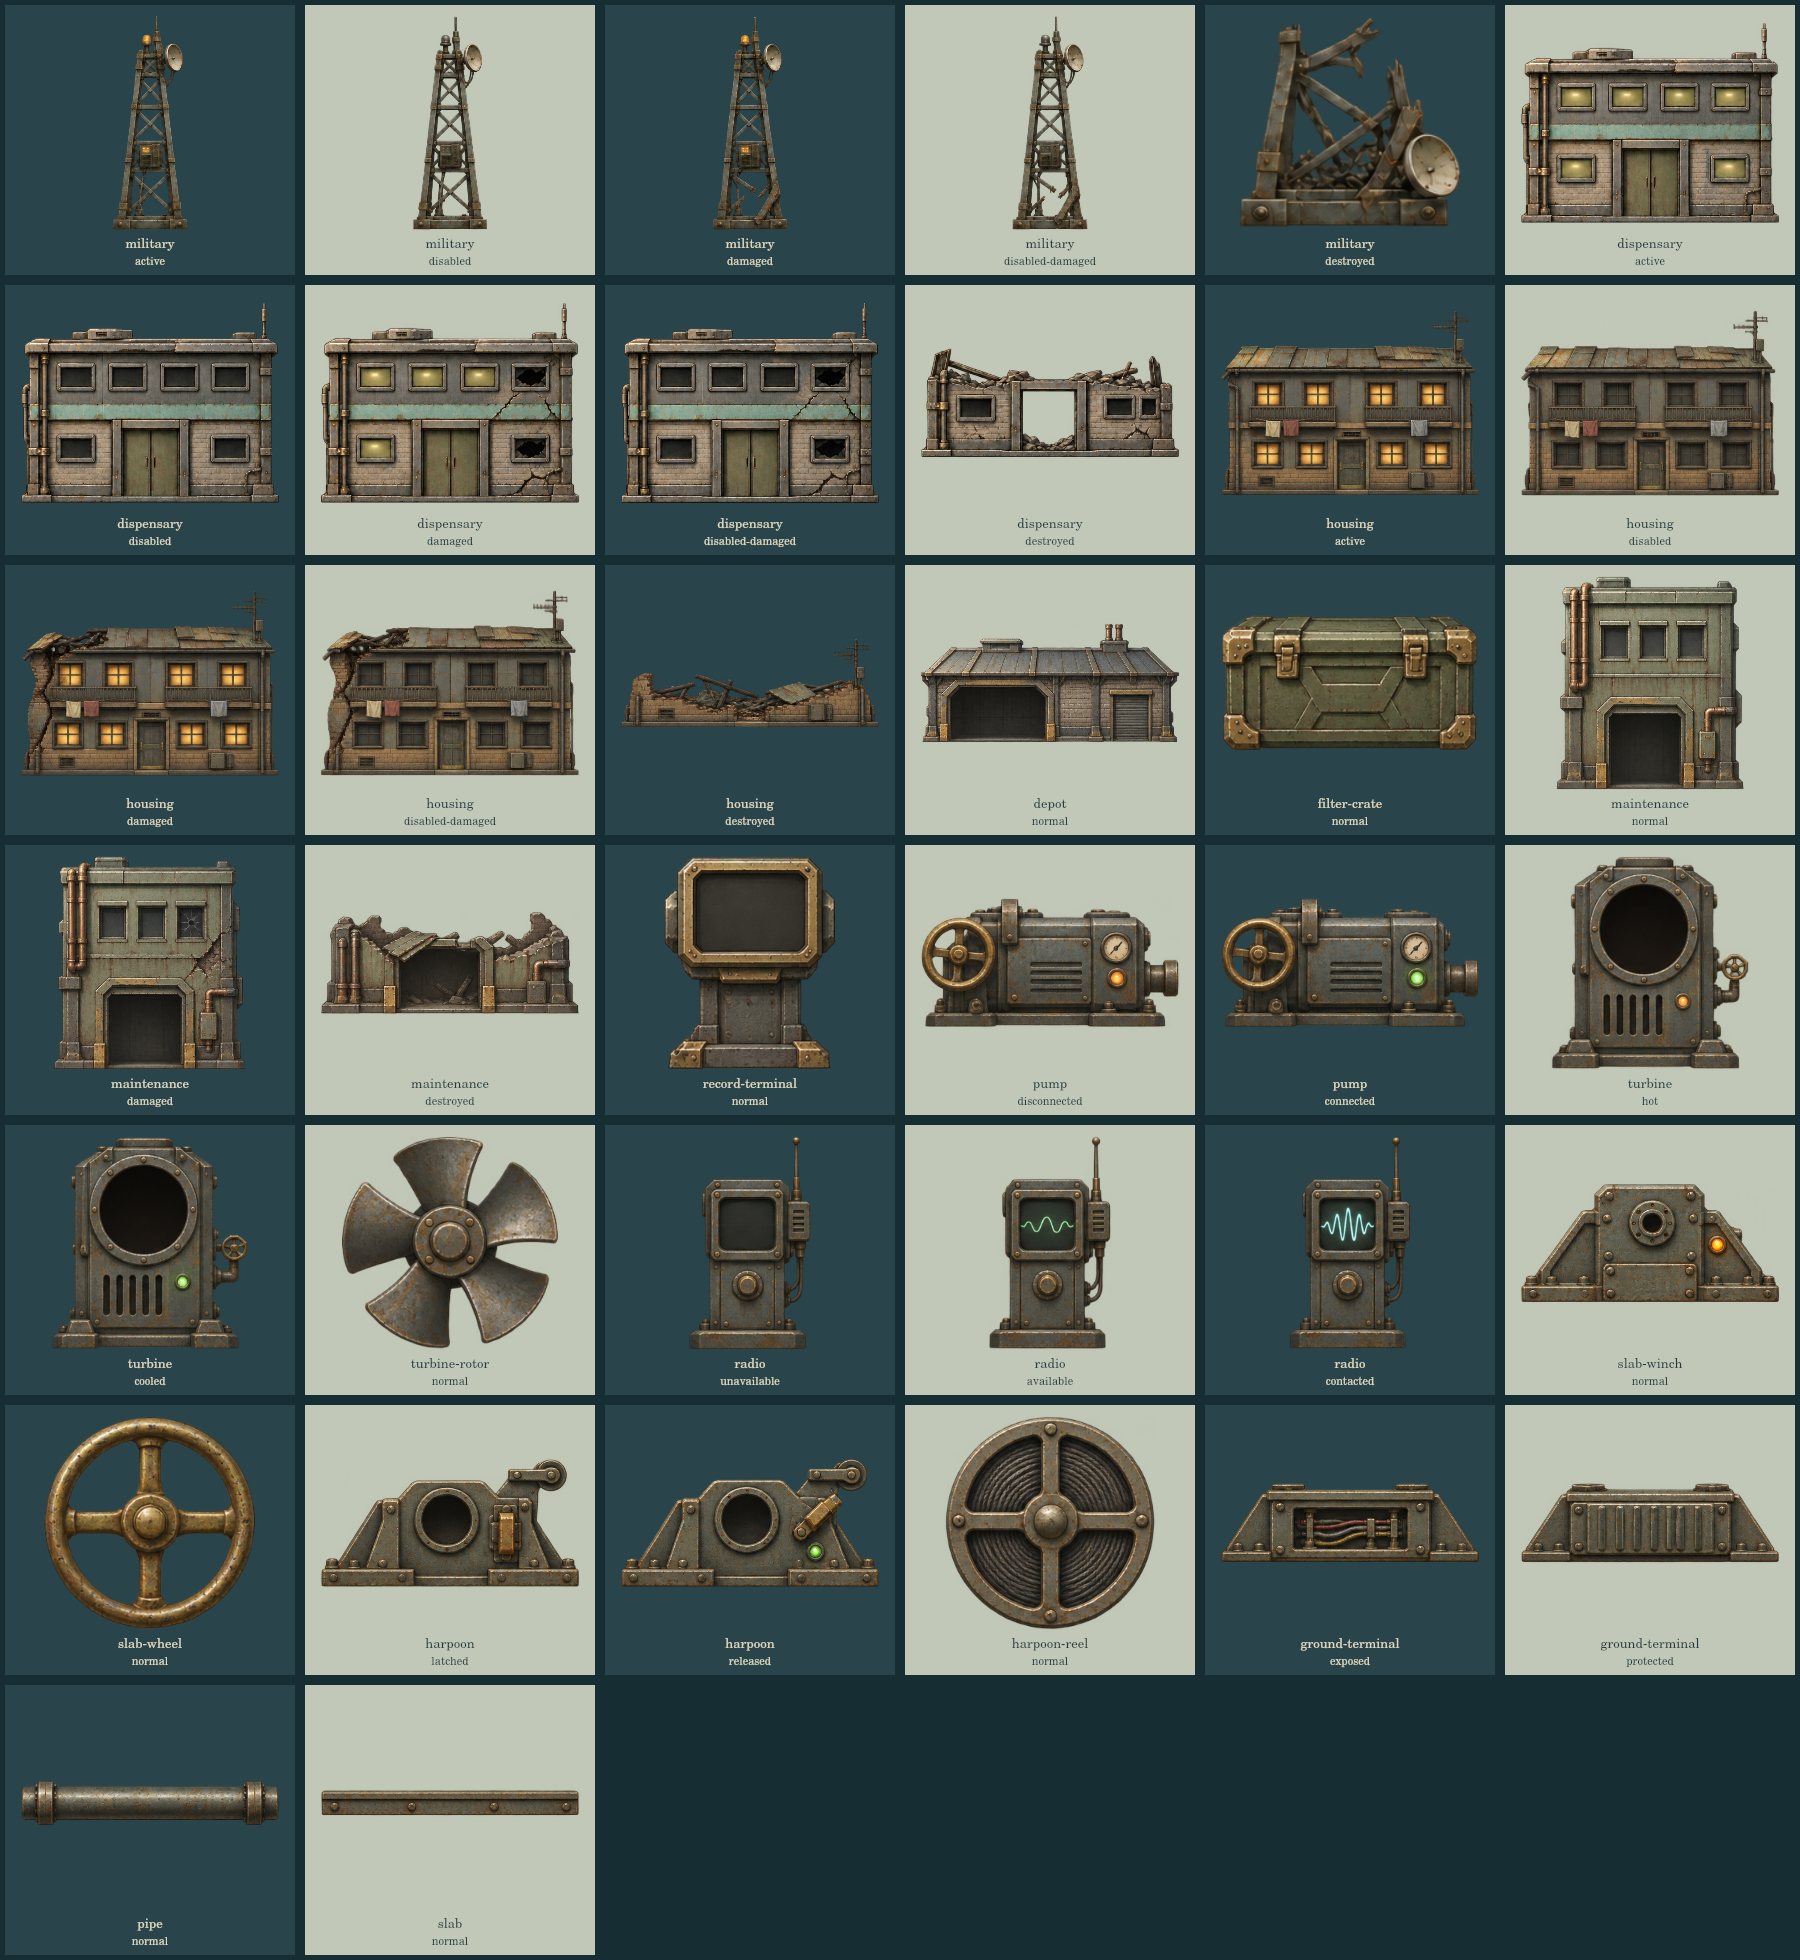 military
active
military
disabled
military
damaged
military
disabled-damaged
military
destroyed
dispensary
active
dispensary
disabled
dispensary
damaged
dispensary
disabled-damaged
dispensary
destroyed
housing
active
housing
disabled
housing
damaged
housing
disabled-damaged
housing
destroyed
depot
normal
filter-crate
normal
maintenance
normal
maintenance
damaged
maintenance
destroyed
record-terminal
normal
pump
disconnected
pump
connected
turbine
hot
turbine
cooled
turbine-rotor
normal
radio
unavailable
radio
available
radio
contacted
slab-winch
normal
slab-wheel
normal
harpoon
latched
harpoon
released
harpoon-reel
normal
ground-terminal
exposed
ground-terminal
protected
pipe
normal
slab
normal